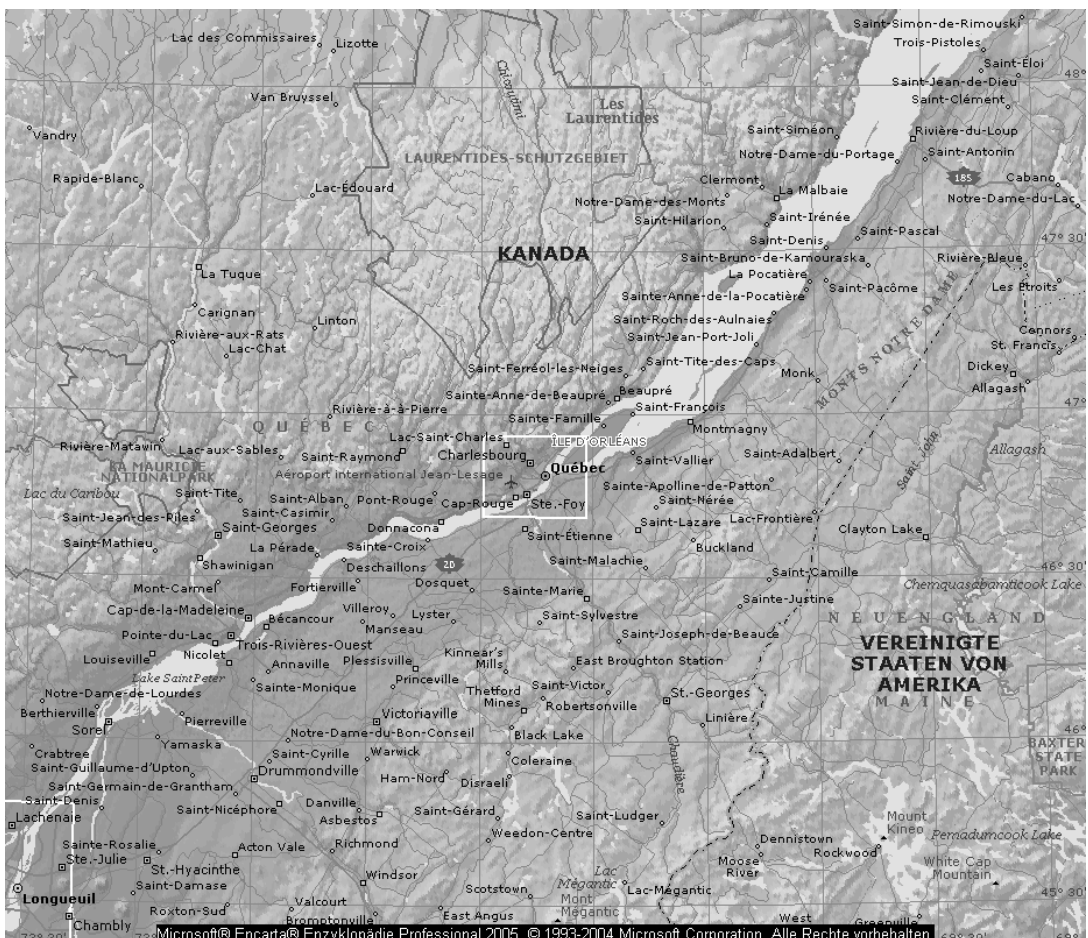 Saint-Simon-de-Rimouski
Lac des Commissaires
Lizotte
Trois-Pistoles
Saint-Éloi
Saint-Jean-de-Dieu
48°
Van Bruyssel
Chicoutimi
Les
Laurentides
Saint-Clément
Vandry
Saint-Siméon
Rivière-du-Loup
Notre-Dame-du-Portage
Saint-Antonin
LAURENTIDES-SCHUTZGEBIET
Rapide-Blanc
Lac-Édouard
Clermont
La Malbaie
185
Cabano
Notre-Dame-des-Monts
Notre-Dame-du-Lac
Saint-Hilarion
Saint-Irénée
Saint-Denis
Saint-Pascal
47°30'
KANADA
Saint-Bruno-de-Kamouraska
Rivière-Bleue
La Tuque
La Pocatière
Saint-Pacôme
Les Étroits
Sainte-Anne-de-la-Pocatière
Carignan
Linton
Saint-Roch-des-Aulnaies
MONTS NOTRE DAME
Rivière-aux-Rats
Saint-Jean-Port-Joli
Connors
St. Francis
Lac-Chat
Saint-Tite-des-Caps
Saint-Ferréol-les-Neiges
Monk
Dickey
Allagash
Sainte-Anne-de-Beaupré
Beaupré
Rivière-à-à-Pierre
Saint-François
47°
QUÉBEC
Sainte-Famille
Montmagny
Rivière-Matawin
Lac-aux-Sables
Lac-Saint-Charles
ÎLE D'ORLÉANS
Saint John
Allagash
Saint-Raymond
Charlesbourg
Québec
Saint-Vallier
Saint-Adalbert
LA MAURICIE
NATIONALPARK
Aéroport international Jean-Lesage
Lac du Caribou
Saint-Tite
Saint-Alban
Pont-Rouge
Cap-Rouge
Ste.-Foy
Sainte-Apolline-de-Patton
Saint-Nérée
Saint-Jean-des-Piles
Saint-Casimir
Saint-Georges
Donnacona
Saint-Étienne
Saint-Lazare
Lac-Frontière
Clayton Lake
Saint-Mathieu
La Pérade
Sainte-Croix
Buckland
Shawinigan
Deschaillons
20
Saint-Malachie
46°30'
Mont-Carmel
Fortierville
Dosquet
Sainte-Marie
Saint-Camille
Chemquasabamticook Lake
Cap-de-la-Madeleine
Villeroy
Lyster
Saint-Sylvestre
Sainte-Justine
Bécancour
Manseau
NEUENGLAND
Pointe-du-Lac
Trois-Rivières-Ouest
Saint-Joseph-de-Beauce
VEREINIGTE
STAATEN VON
AMERIKA
MAINE
Louiseville
Nicolet
Annaville
Plessisville
Kinnear's
Mills
East Broughton Station
Lake Saint Peter
Sainte-Monique
Princeville
Thetford
Mines
Saint-Victor
Robertsonville
St.-Georges
Notre-Dame-de-Lourdes
Berthierville
Sorel
Pierreville
Victoriaville
Linière
Notre-Dame-du-Bon-Conseil
Black Lake
Chaudière
46°
BAXTER
STATE
PARK
Yamaska
Crabtree
Saint-Cyrille
Warwick
Coleraine
Saint-Guillaume-d'Upton
Drummondville
Ham-Nord
Disraeli
Saint-Germain-de-Grantham
Saint-Denis
Saint-Nicéphore
Danville
Asbestos
Saint-Gérard
Saint-Ludger
Lachenaie
Mount
Kineo
Weedon-Centre
Dennistown
Pemadumcook Lake
Sainte-Rosalie
Acton Vale
Richmond
Moose
River
Rockwood
Ste.-Julie
St.-Hyacinthe
Lac
Mégantic
Lac-Mégantic
White Cap
Mountain
Saint-Damase
Windsor
Scotstown
Mont
Mégantic
45°30'
Longueuil
Roxton-Sud
Valcourt
East Angus
Chambly
Bromptonville
West
Greenville
Microsoft® Encarta® Enzyklopädie Professional 2005. © 1993-2004 Microsoft Corporation. Alle Rechte vorbehalten.